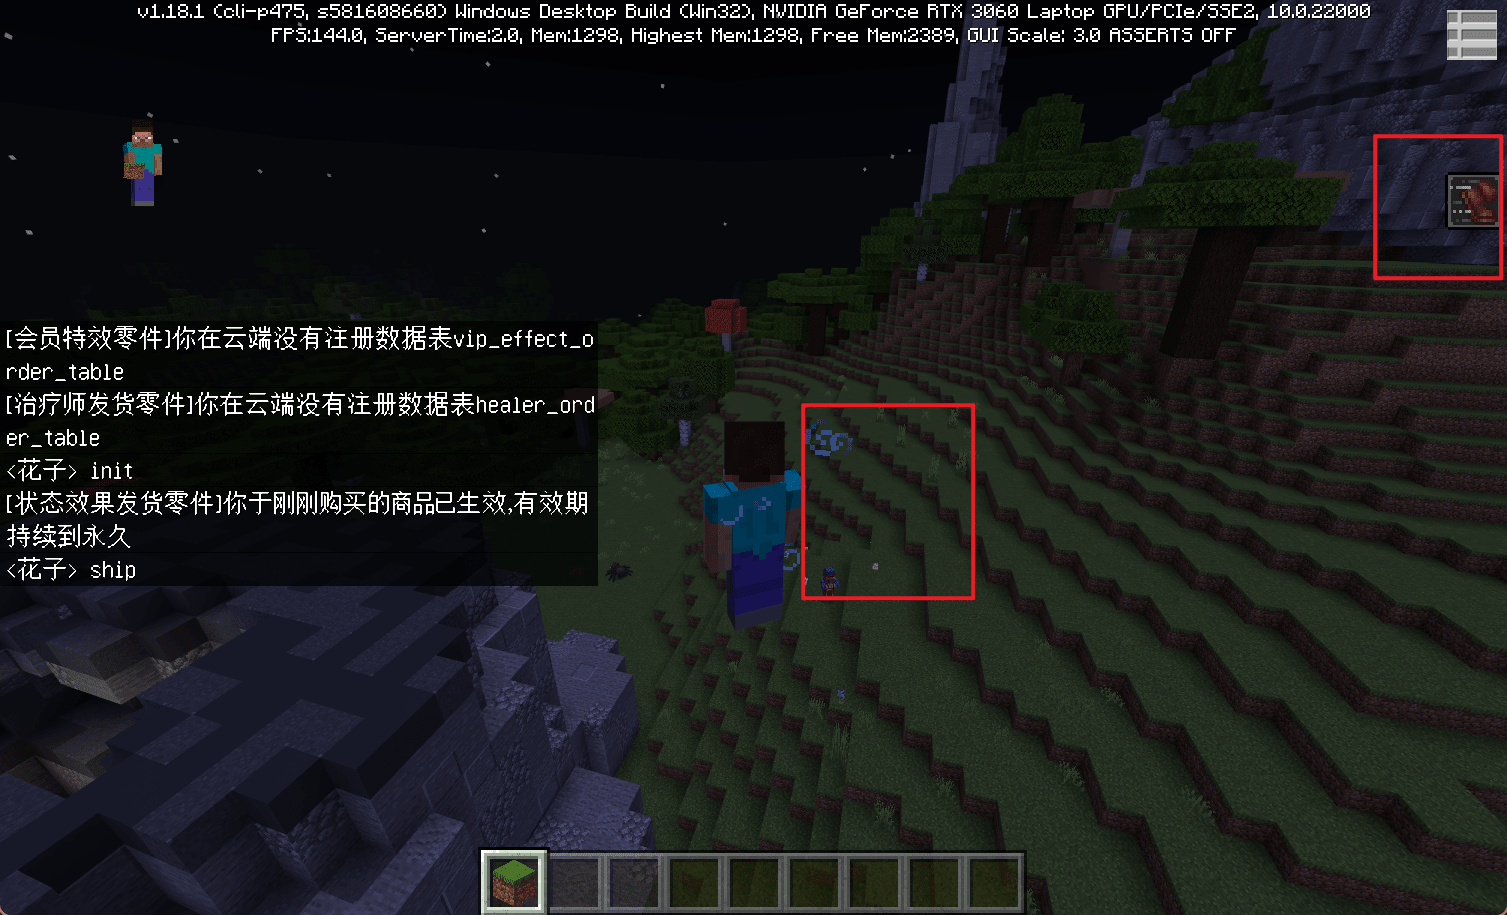 v1.18.1 (cli-p475, s581608660) Windows Desktop Build (Win32), NVIDIA GeForce RTX 3060 Laptop GPU/PCIe/SSE2, 10.0.22000
FPS:144.0, ServerTime:2.0, Mem:1298, Highest Mem:1298, Free Mem:2389, GUI Scale: 3.0 ASSERTS OFF
[会员特效零件]你在云端没有注册数据表vip_effect_o
rder_table
[治疗师发货零件]你在云端没有注册数据表healer_ord
er_table
<花子> init
[状态效果发货零件]你于刚刚购买的商品已生效,有效期
持续到永久
<花子> ship